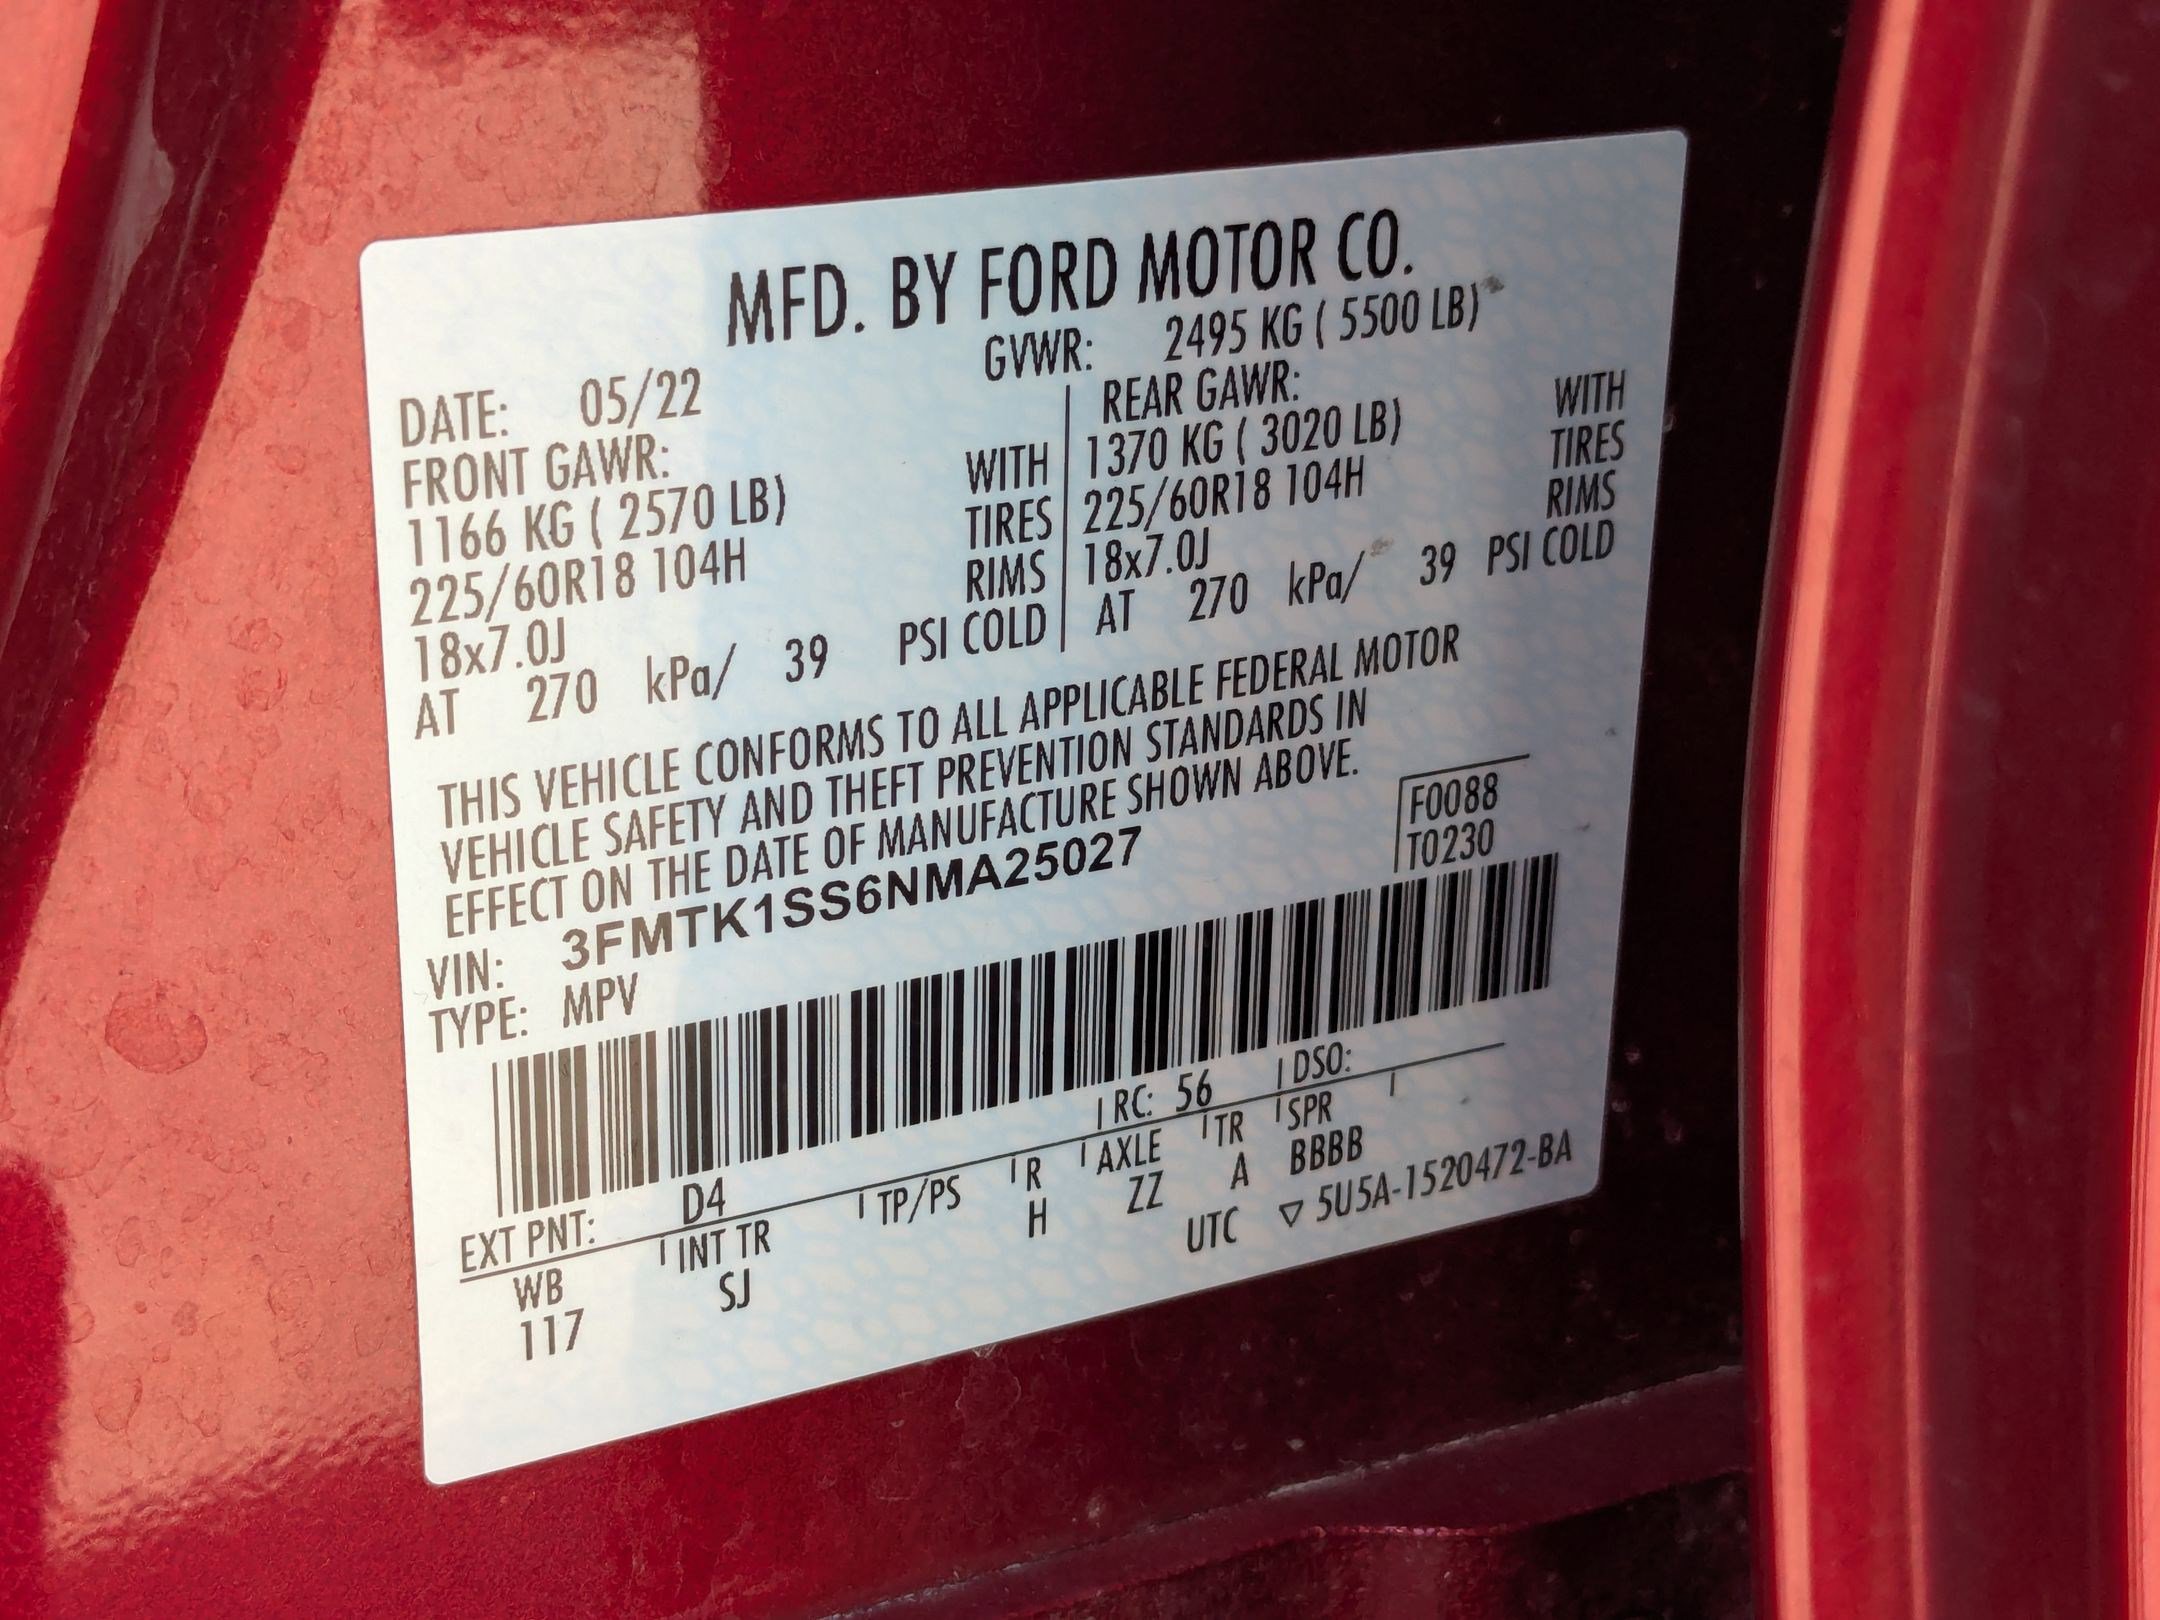 MFD. BY FORD MOTOR CO.
DATE: 05/22 GVWR: 2495 KG ( 5500 LB)
FRONT GAWR: REAR GAWR:
1166 KG ( 2570 LB) WITH 1370 KG ( 3020 LB) WITH
225/60R18 104H TIRES 225/60R18 104H TIRES
18x7.0J RIMS 18x7.0J RIMS
AT 270 kPa/ 39 PSI COLD AT 270 kPa/ 39 PSI COLD
THIS VEHICLE CONFORMS TO ALL APPLICABLE FEDERAL MOTOR
VEHICLE SAFETY AND THEFT PREVENTION STANDARDS IN
EFFECT ON THE DATE OF MANUFACTURE SHOWN ABOVE.
F0088
VIN: 3FMTK1SS6NMA25027 T0230
TYPE: MPV
EXT PNT: D4 RC: 56 DSO:
WB INT TR TP/PS R AXLE TR SPR
117 SJ H ZZ A BBBB
UTC ▽ 5U5A-1520472-BA